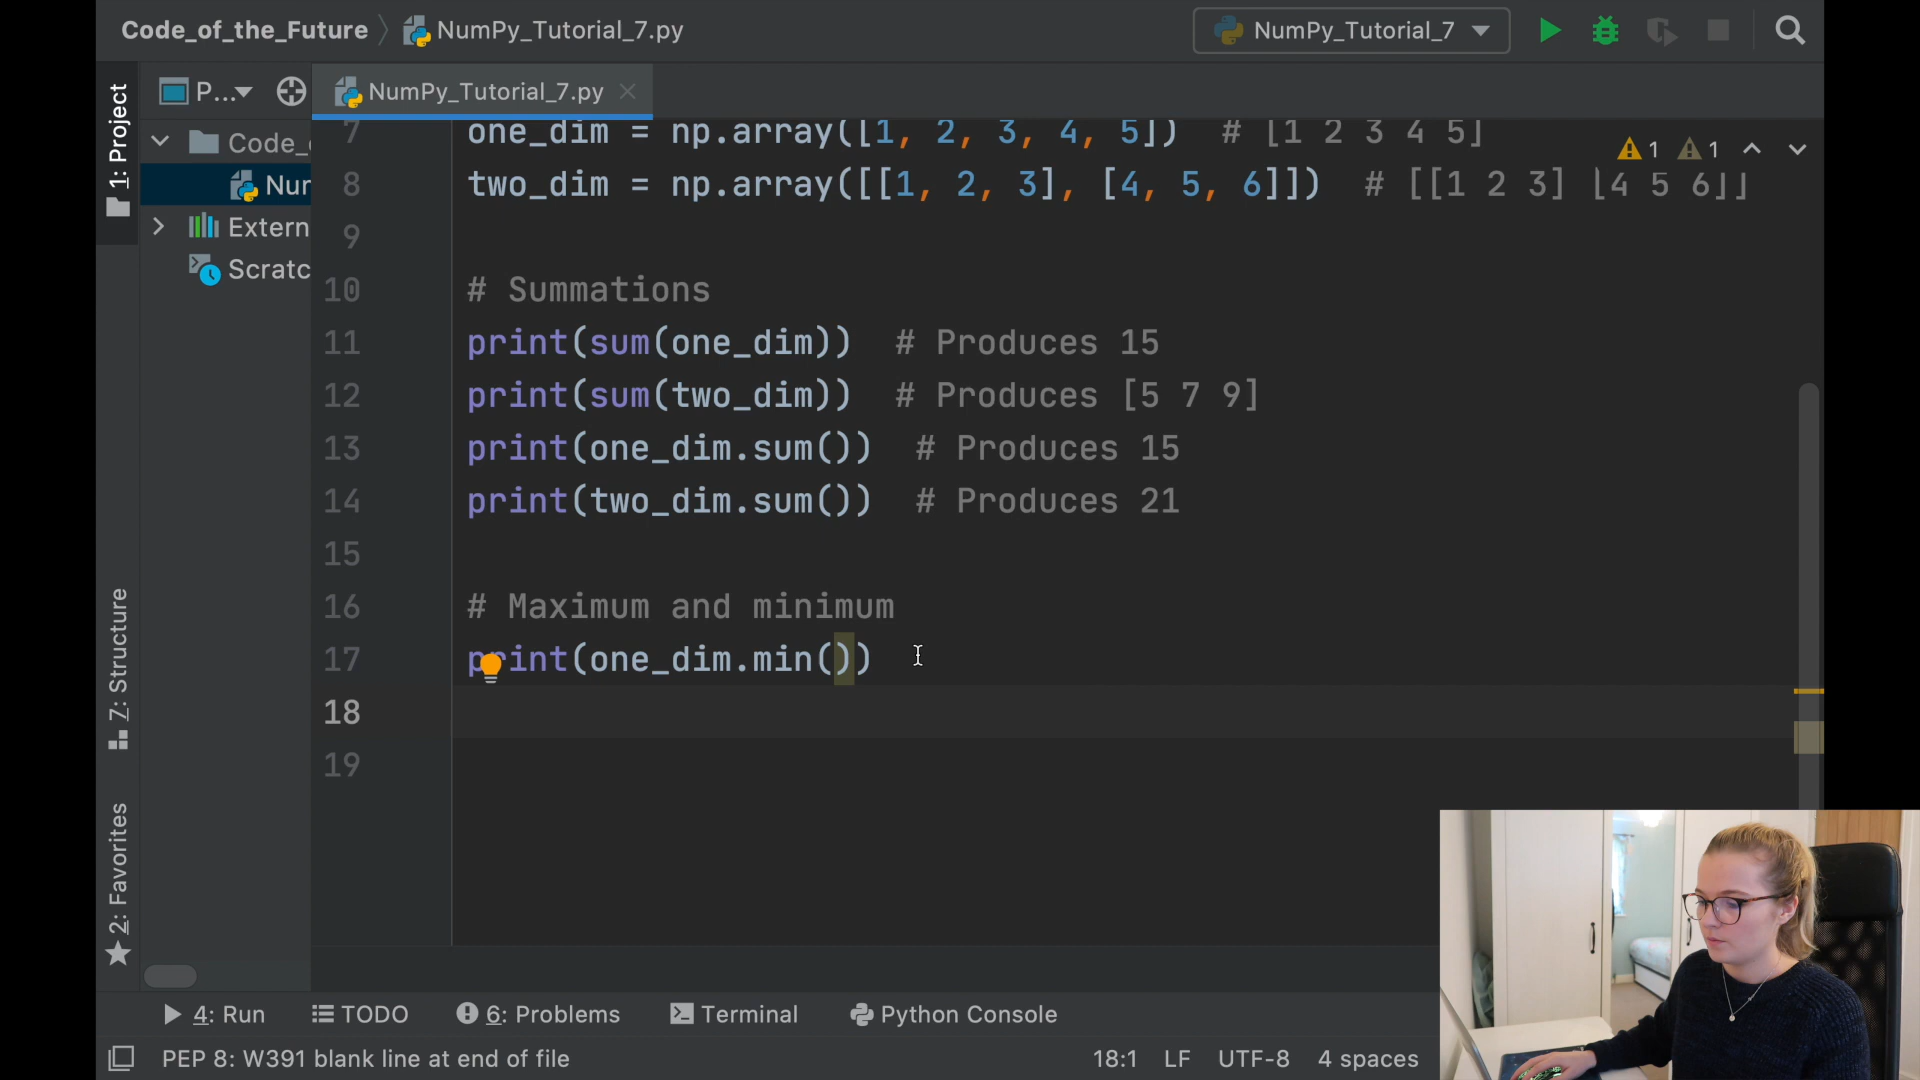 Code_of_the_Future
NumPy_Tutorial_7.py
NumPy_Tutorial_7
1: Project
P...
NumPy_Tutorial_7.py
Code_
Nur
Extern
Scratc
7 one_dim = np.array([1, 2, 3, 4, 5]) # [1 2 3 4 5]
1 1
8 two_dim = np.array([[1, 2, 3], [4, 5, 6]]) # [[1 2 3] [4 5 6]]
9
10 # Summations
11 print(sum(one_dim)) # Produces 15
12 print(sum(two_dim)) # Produces [5 7 9]
13 print(one_dim.sum()) # Produces 15
14 print(two_dim.sum()) # Produces 21
15
16 # Maximum and minimum
17 print(one_dim.min())
18
19
7: Structure
2: Favorites
4: Run
TODO
6: Problems
Terminal
Python Console
PEP 8: W391 blank line at end of file
18:1 LF UTF-8 4 spaces